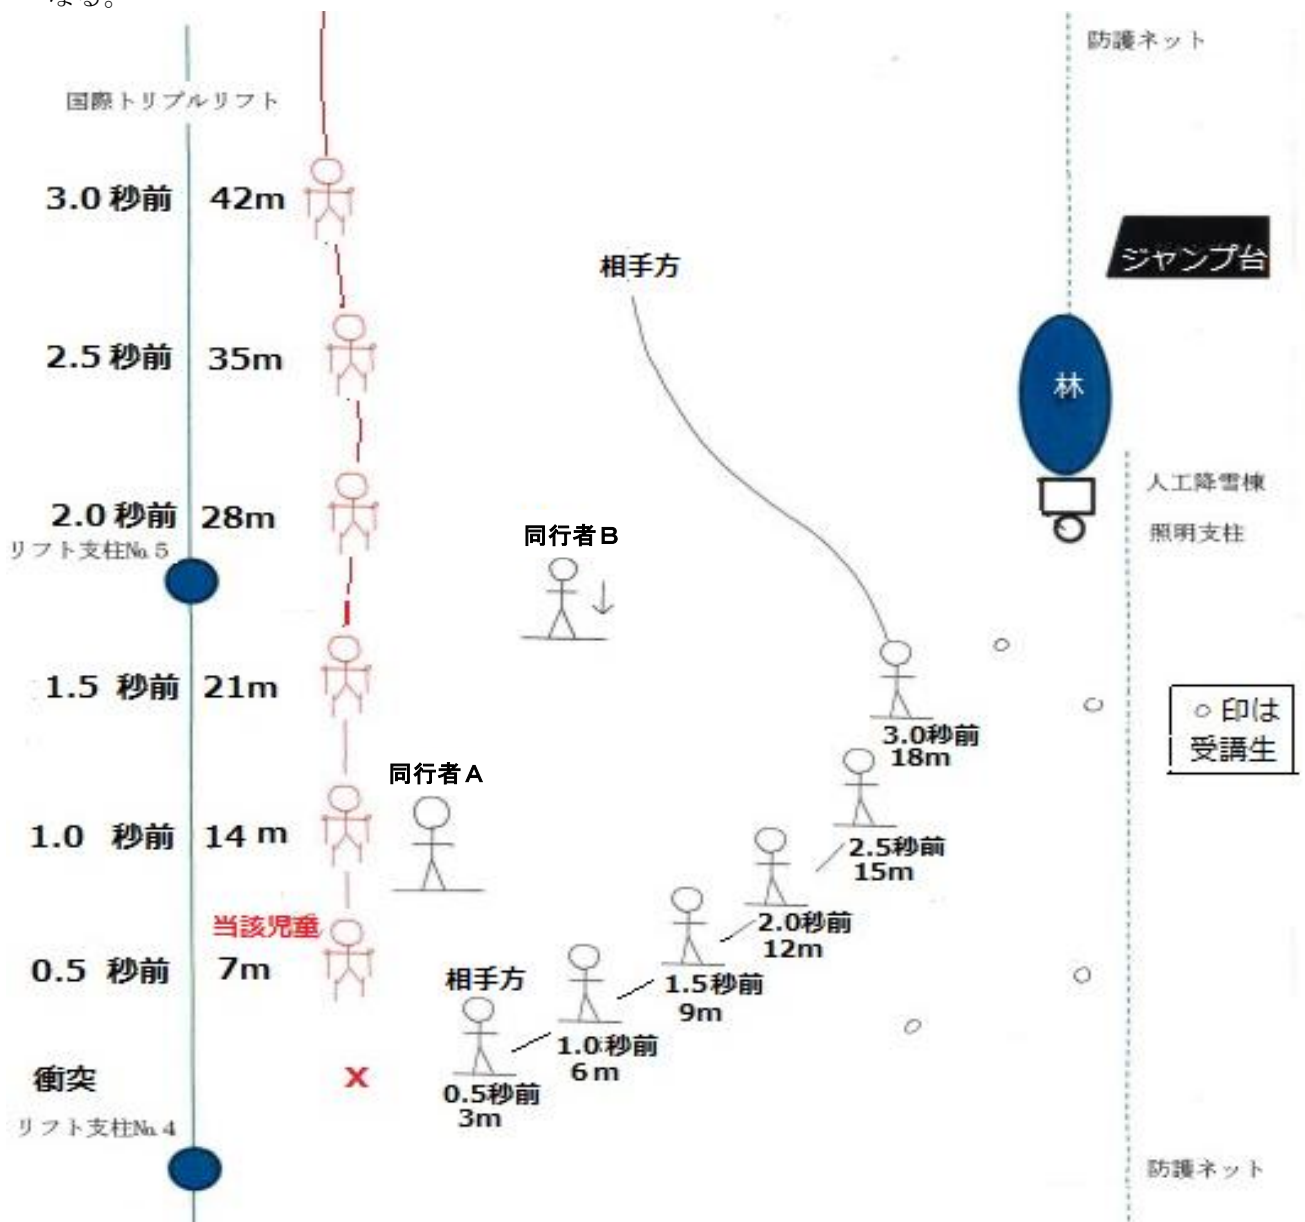 なる。
防護ネット
国際トリプルリフト
3.0 秒前 42m
ジャンプ台
相手方
2.5 秒前 35m
林
人工降雪棟
2.0 秒前 28m
同行者B
照明支柱
リフト支柱№5
1.5 秒前 21m
○ 印は
受講生
3.0秒前
18m
同行者A
1.0 秒前 14 m
2.5秒前
15m
当該児童
2.0秒前
12m
0.5 秒前 7m
相手方
1.5秒前
9m
1.0秒前
6 m
衝突
X
0.5秒前
3m
リフト支柱№4
防護ネット